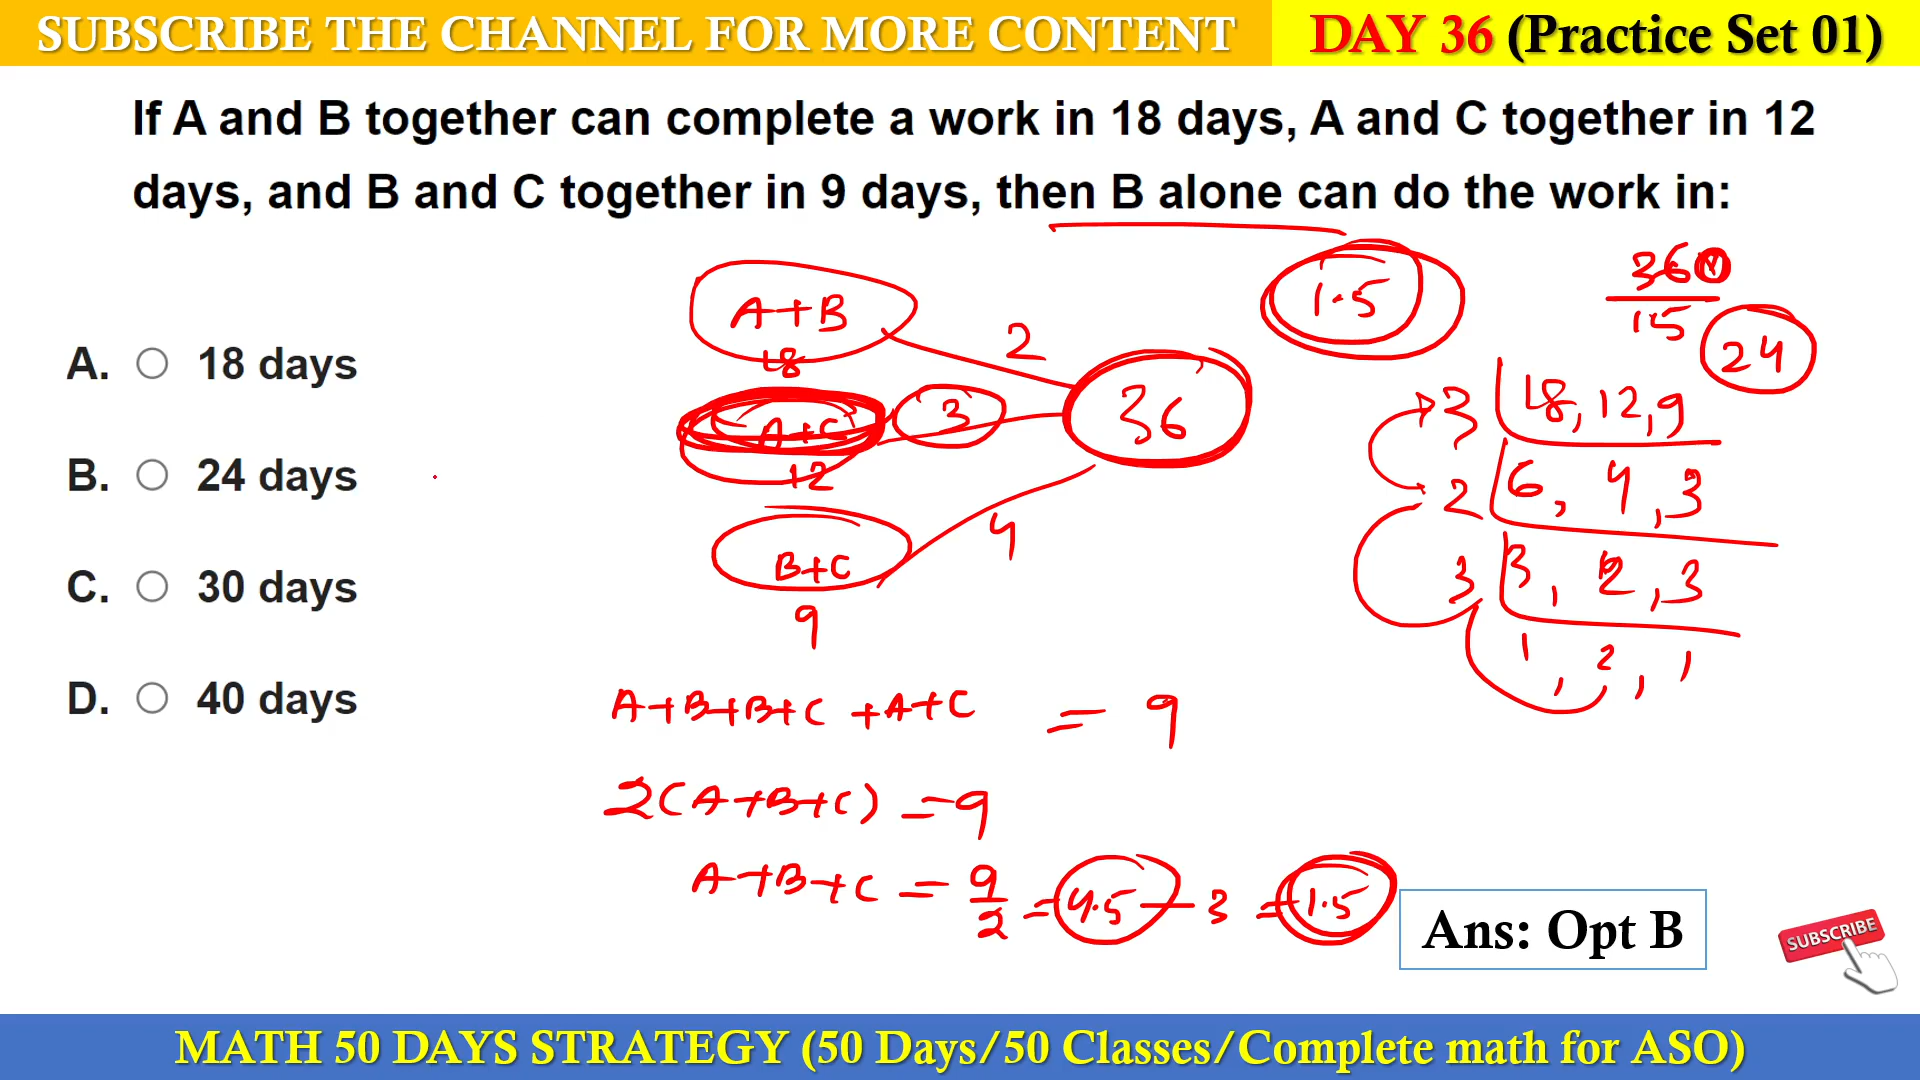 SUBSCRIBE THE CHANNEL FOR MORE CONTENT
DAY 36 (Practice Set 01)
If A and B together can complete a work in 18 days, A and C together in 12
days, and B and C together in 9 days, then B alone can do the work in:
A. 18 days
B. 24 days
C. 30 days
D. 40 days
A+B
18
2
A+C
12
3
36
B+C
9
4
1.5
360
15
24
3 18, 12, 9
2 6, 4, 3
3 3, 2, 3
1, 2, 1
A+B+B+C+A+C = 9
2(A+B+C) = 9
A+B+C = 9/2 = 4.5 - 3 = 1.5
Ans: Opt B
SUBSCRIBE
MATH 50 DAYS STRATEGY (50 Days/50 Classes/Complete math for ASO)